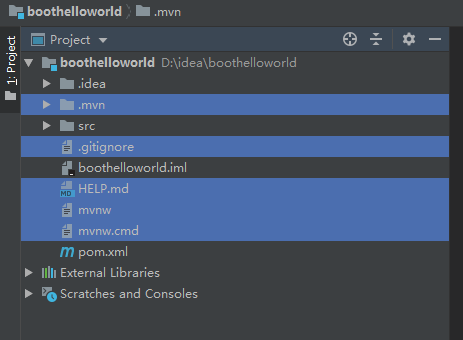 boothelloworld .mvn
Project
1: Project
boothelloworld D:\idea\boothelloworld
.idea
.mvn
src
.gitignore
boothelloworld.iml
MD HELP.md
mvnw
mvnw.cmd
m pom.xml
External Libraries
Scratches and Consoles